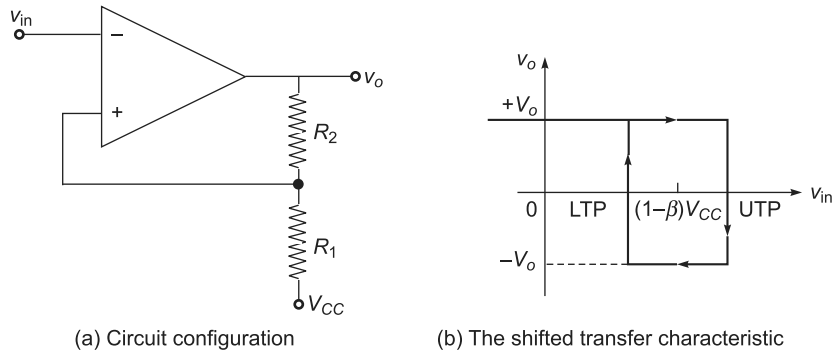 v_in
−
+
v_o
R_2
R_1
V_CC
(a) Circuit configuration
v_o
+V_o
0 LTP (1–β)V_CC UTP v_in
−V_o
(b) The shifted transfer characteristic